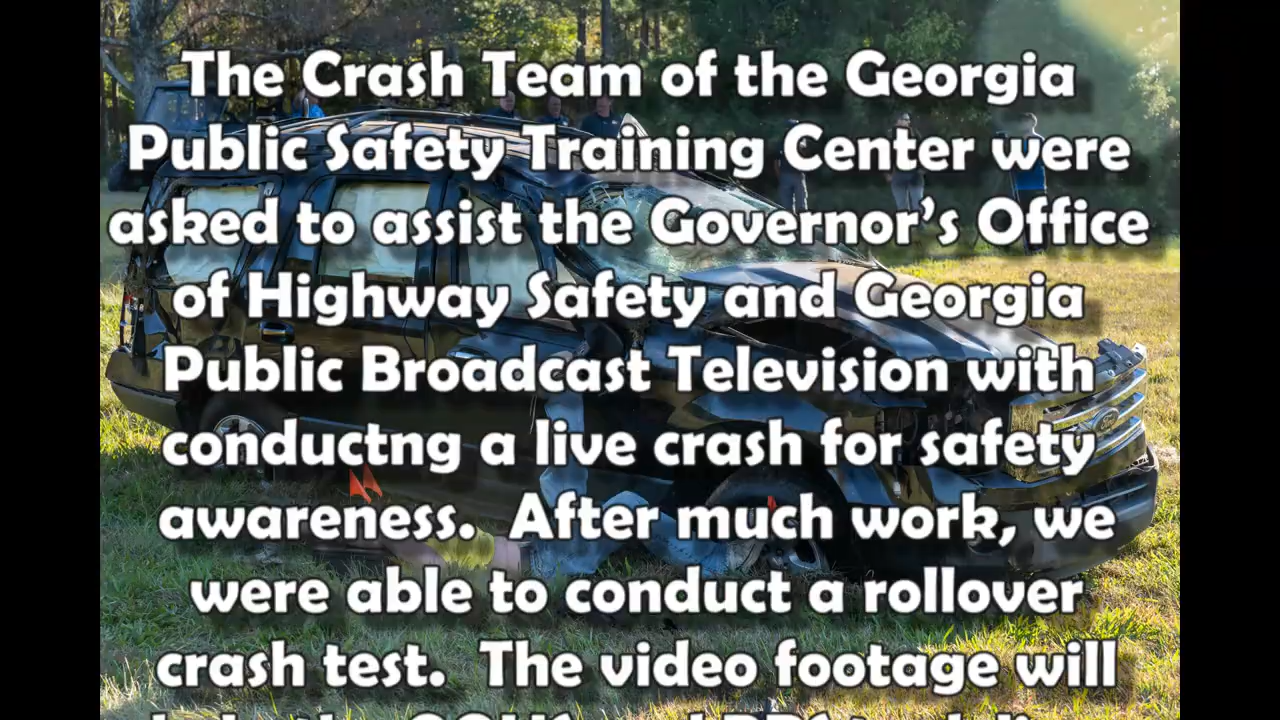 The Crash Team of the Georgia
Public Safety Training Center were
asked to assist the Governor’s Office
of Highway Safety and Georgia
Public Broadcast Television with
conductng a live crash for safety
awareness.  After much work, we
were able to conduct a rollover
crash test.  The video footage will